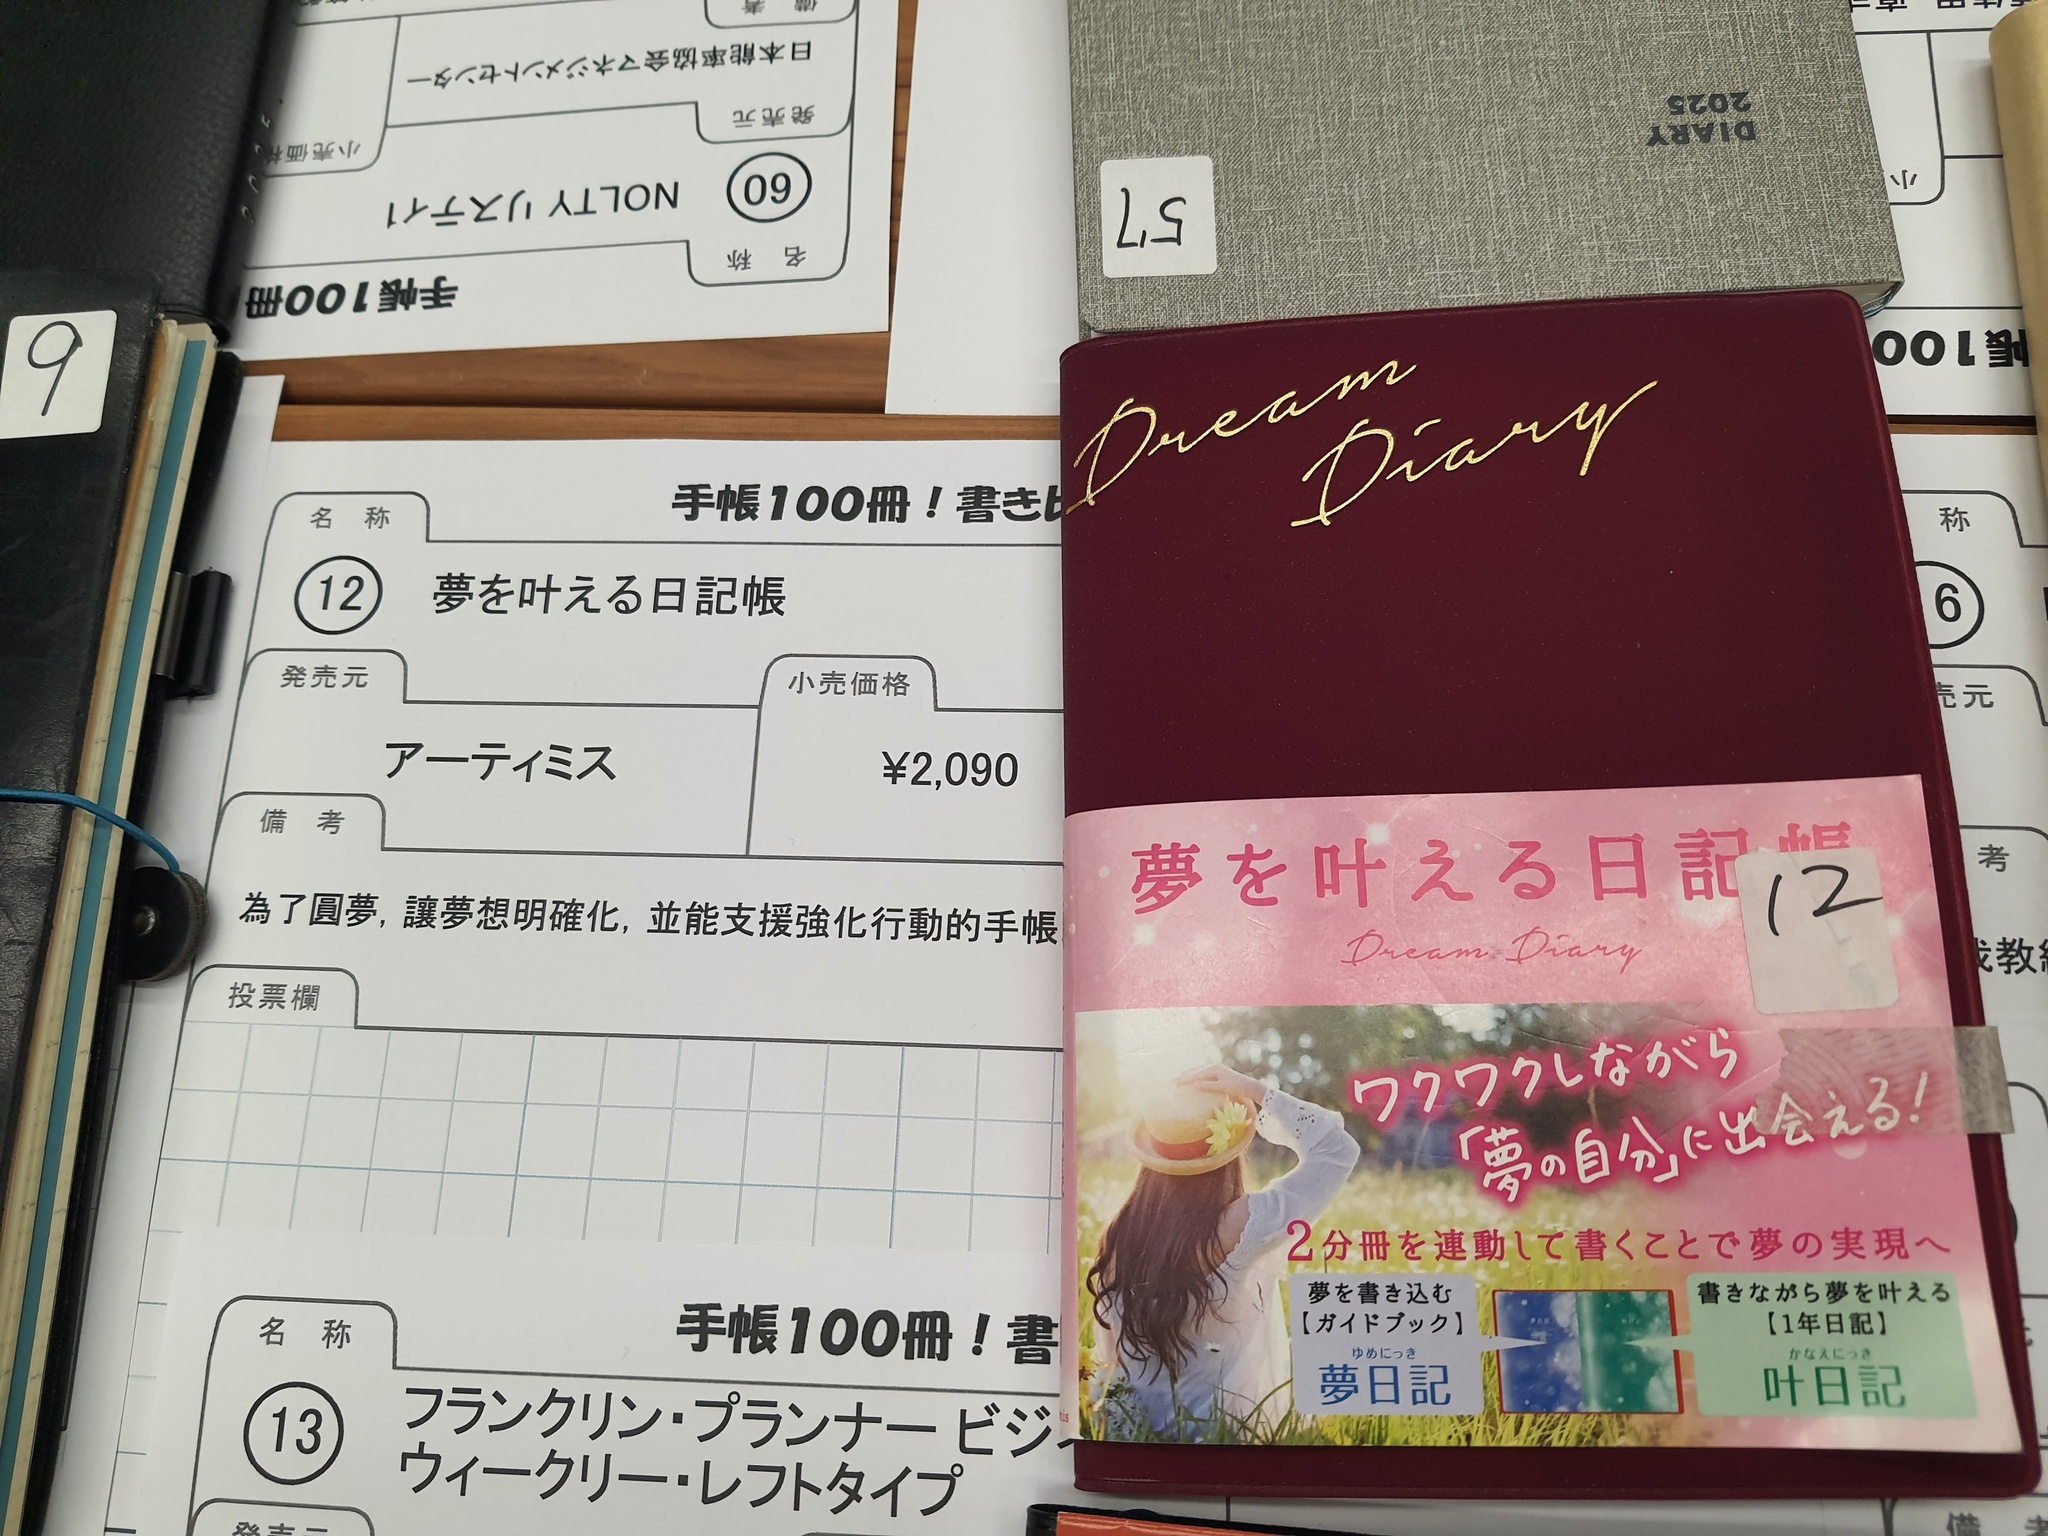 備 考
日本能率協会マネジメントセンター
発売元
小売価格
60
NOLTY リスティ1
名 称
手帳100冊
DIARY
2025
57
帳100
9
手帳100冊！書き
名 称
12
夢を叶える日記帳
発売元
アーティミス
小売価格
¥2,090
備 考
為了圓夢, 讓夢想明確化, 並能支援強化行動的手帳
投票欄
手帳100冊！書
名 称
13
フランクリン・プランナー ビジ
ウィークリー・レフトタイプ
発売元
Dream
Diary
夢を叶える日記帳
12
Dream Diary
ワクワクしながら
「夢の自分」に出会える！
2分冊を連動して書くことで夢の実現へ
夢を書き込む
【ガイドブック】
ゆめにっき
夢日記
書きながら夢を叶える
【1年日記】
かなえにっき
叶日記
称
6
売元
考
教
備 考